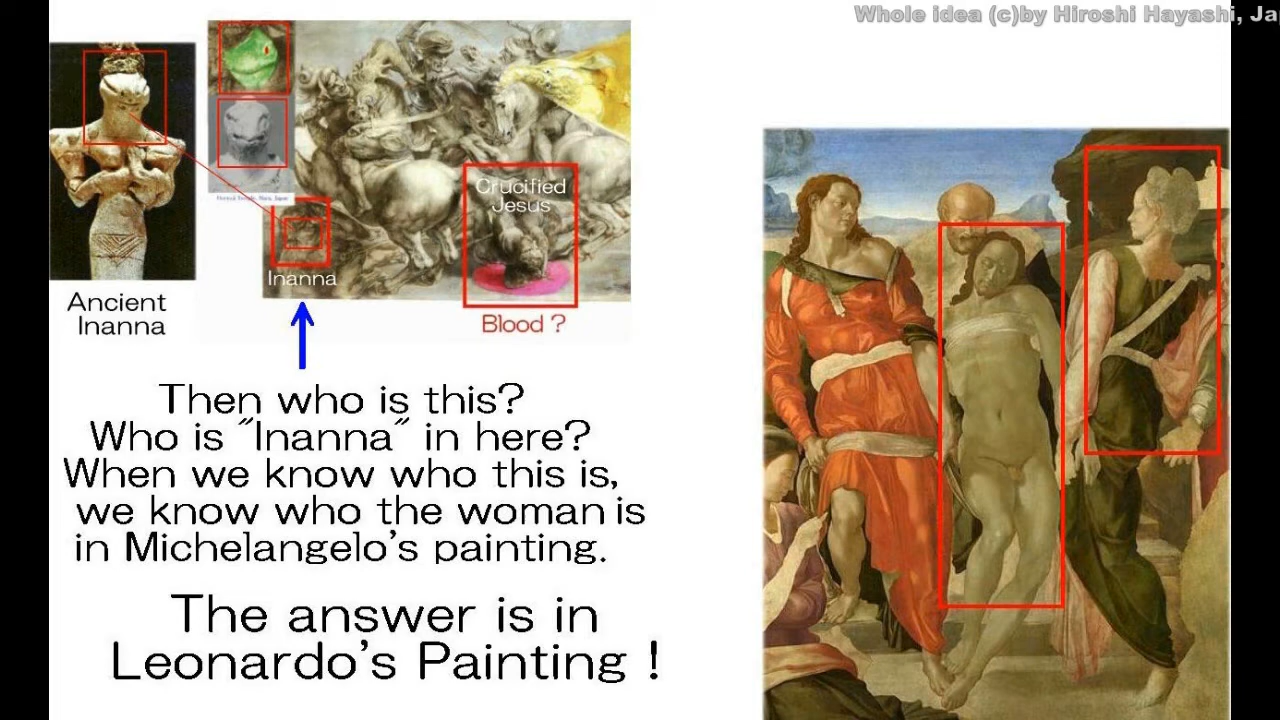 Whole idea (c)by Hiroshi Hayashi, Ja
Crucified
Jesus
Inanna
Ancient
Inanna
Blood ?
Then who is this?
Who is "Inanna" in here?
When we know who this is,
we know who the woman is
in Michelangelo's painting.
The answer is in
Leonardo's Painting !